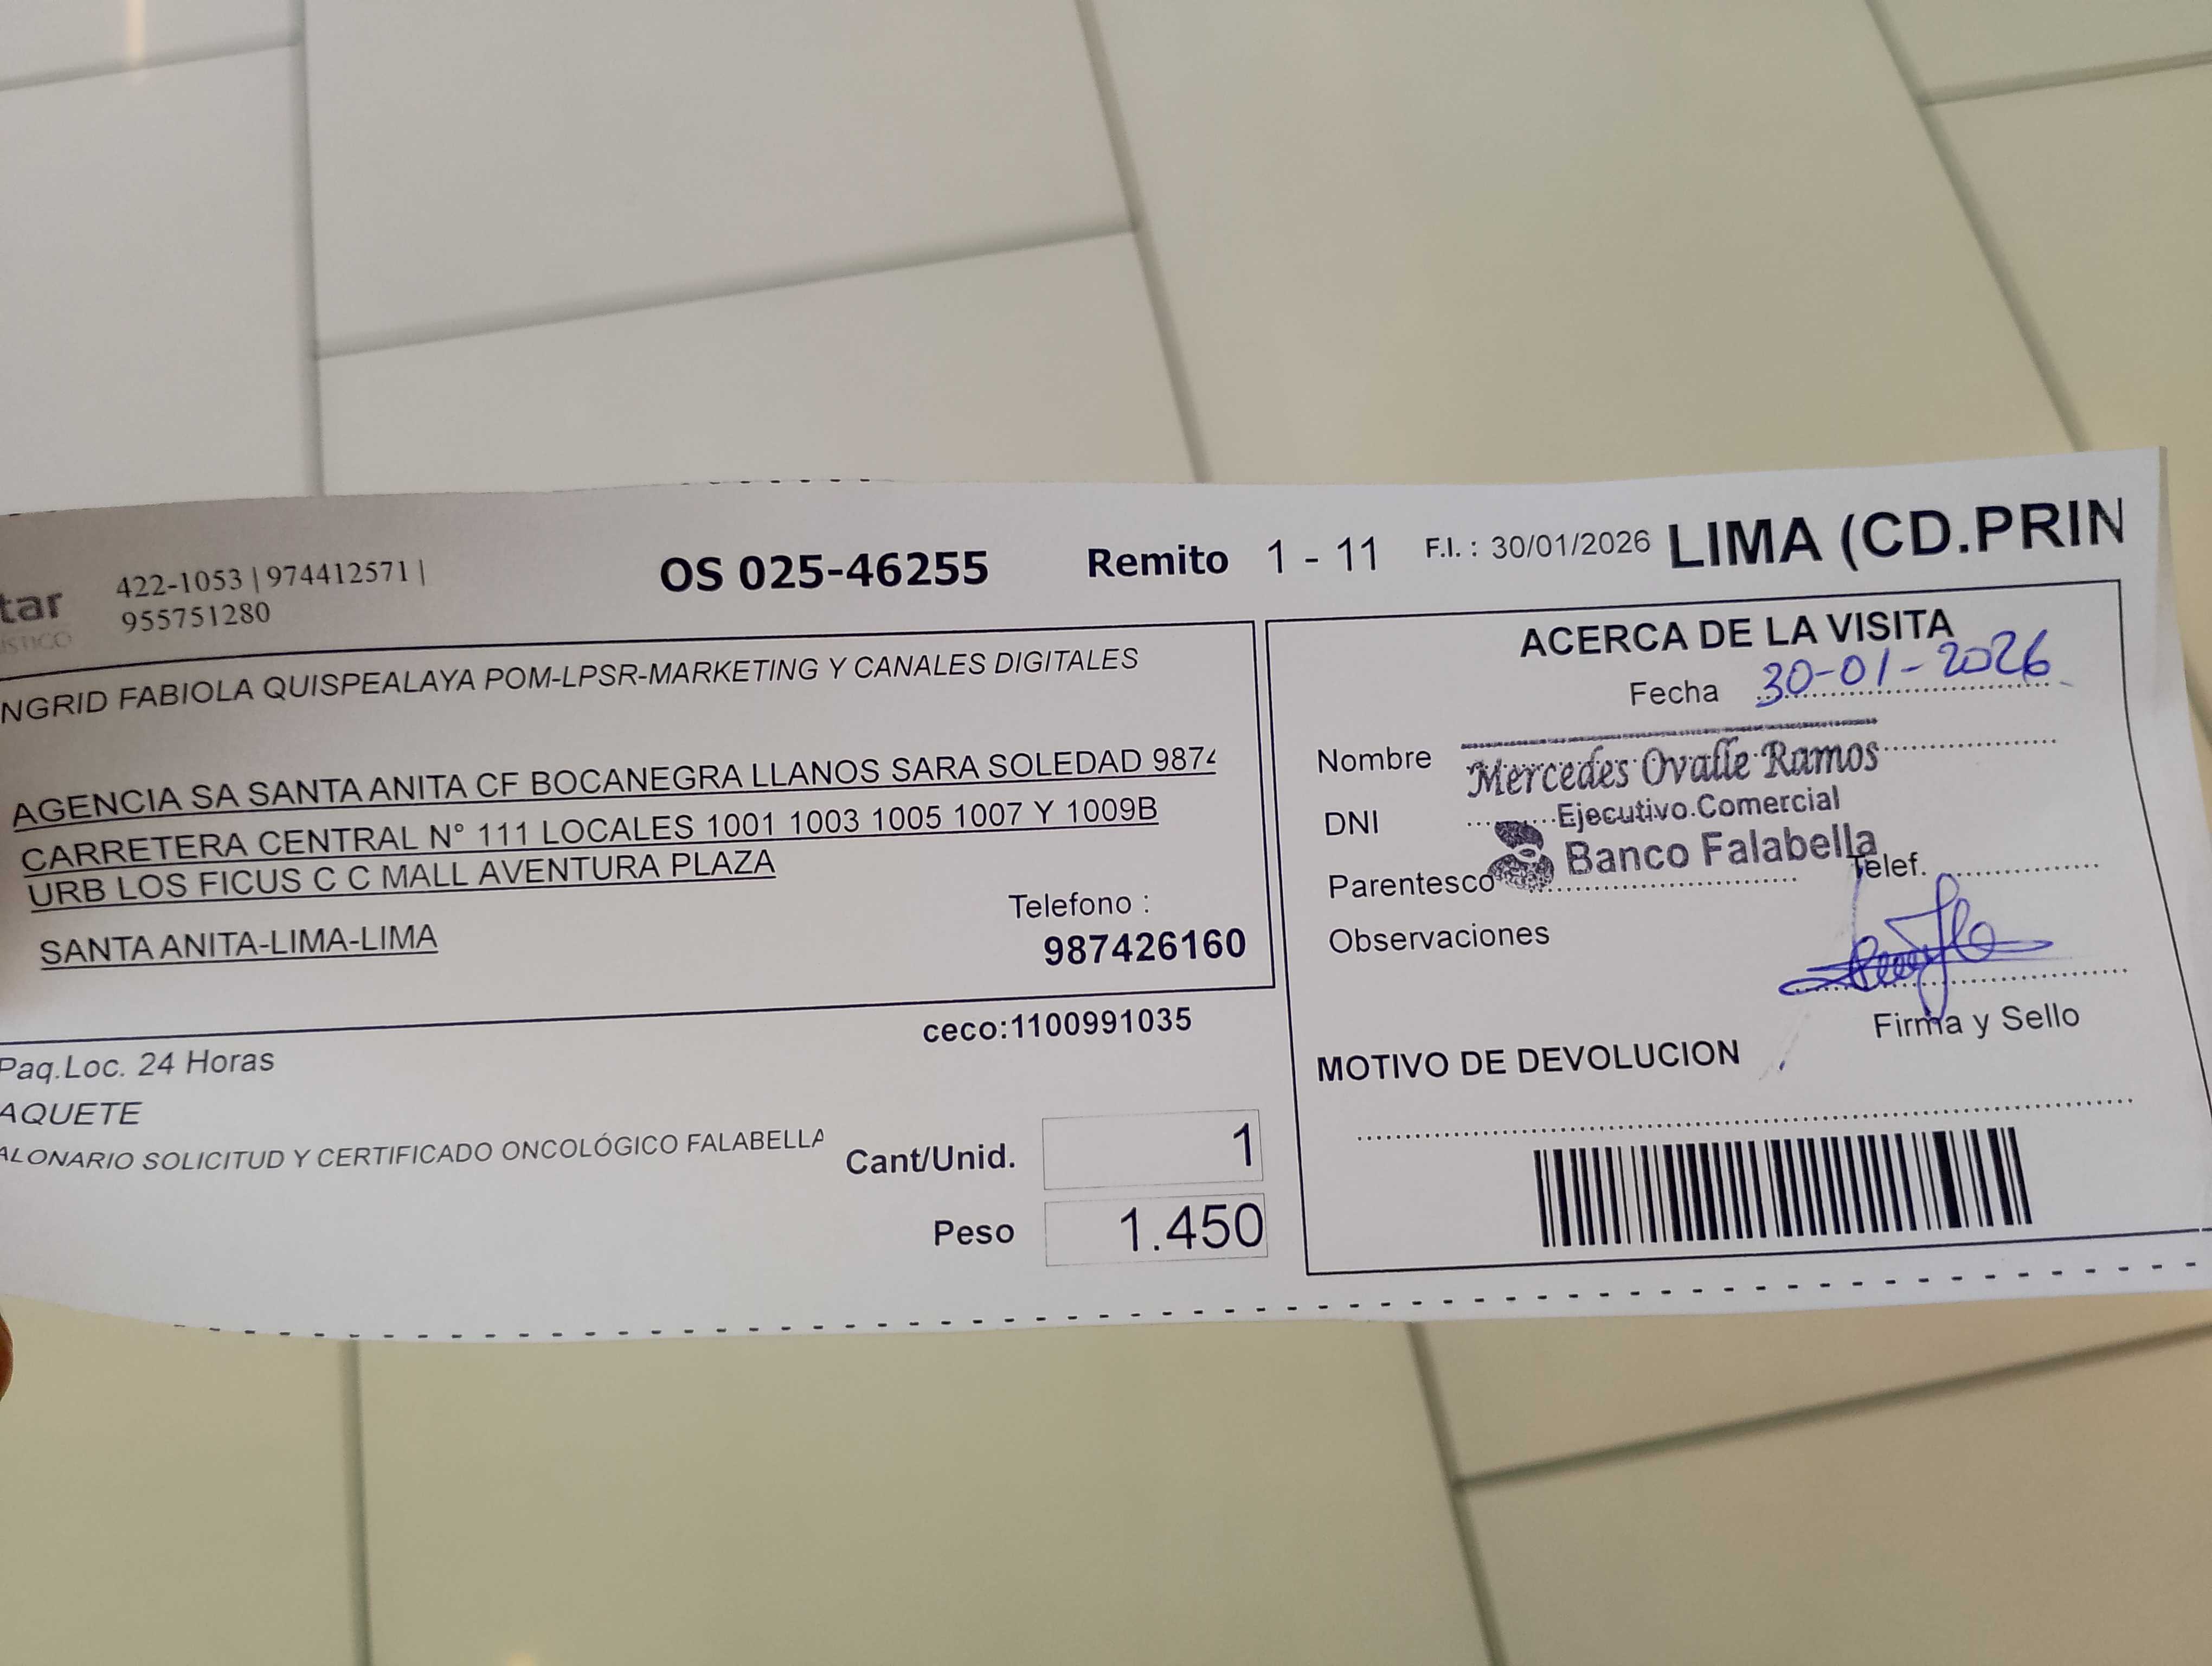 tar
ÍSTICO
422-1053 | 974412571 |
955751280
OS 025-46255
Remito 1 - 11
F.I. : 30/01/2026
LIMA (CD.PRIN
NGRID FABIOLA QUISPEALAYA POM-LPSR-MARKETING Y CANALES DIGITALES
AGENCIA SA SANTA ANITA CF BOCANEGRA LLANOS SARA SOLEDAD 9874
CARRETERA CENTRAL N° 111 LOCALES 1001 1003 1005 1007 Y 1009B
URB LOS FICUS C C MALL AVENTURA PLAZA
SANTA ANITA-LIMA-LIMA
Telefono :
987426160
ceco:1100991035
Paq.Loc. 24 Horas
AQUETE
ALONARIO SOLICITUD Y CERTIFICADO ONCOLÓGICO FALABELLA
Cant/Unid. 1
Peso 1.450
ACERCA DE LA VISITA
Fecha 30-01-2026
Nombre Mercedes Ovalle Ramos
DNI Ejecutivo Comercial
Banco Falabella
Parentesco Telef.
Observaciones
Firma y Sello
MOTIVO DE DEVOLUCION